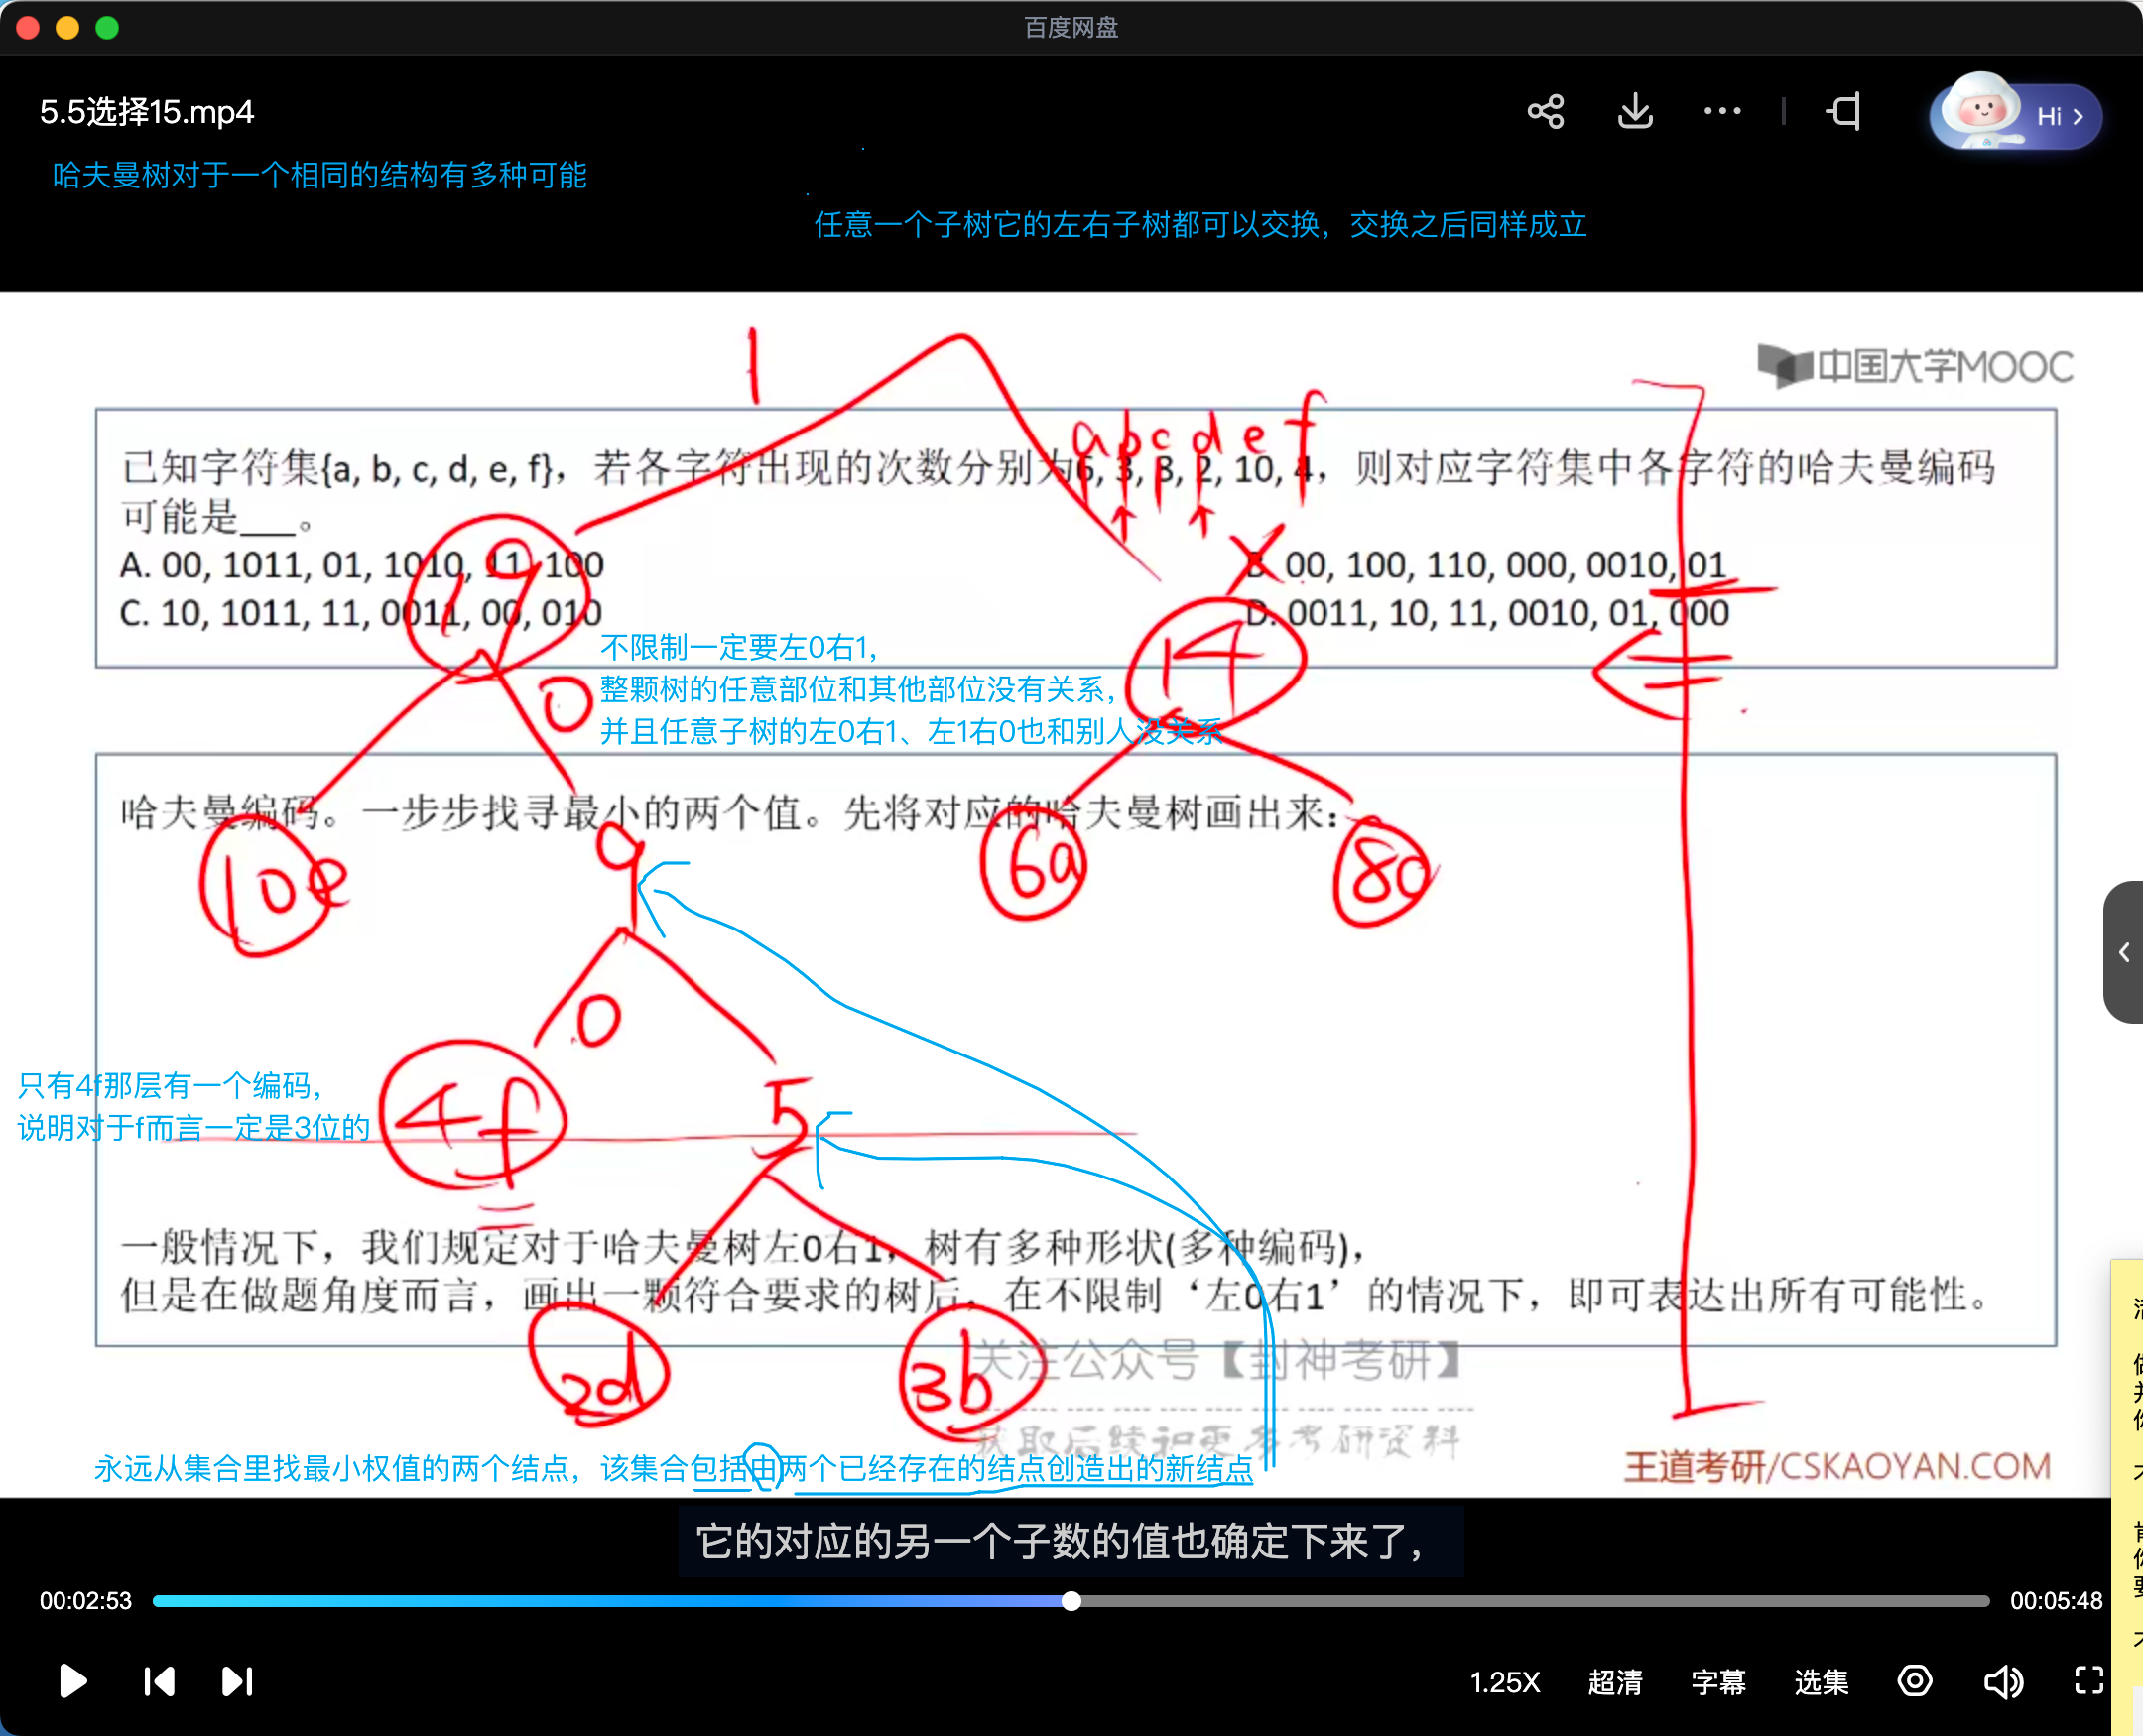 百度网盘
5.5选择15.mp4
Hi >
哈夫曼树对于一个相同的结构有多种可能
任意一个子树它的左右子树都可以交换，交换之后同样成立
中国大学MOOC
1
a b c d e f
已知字符集{a, b, c, d, e, f}，若各字符出现的次数分别为6, 3, 8, 2, 10, 4，则对应字符集中各字符的哈夫曼编码
可能是___。
A. 00, 1011, 01, 1010, 11, 100
B. 00, 100, 110, 000, 0010, 01
C. 10, 1011, 11, 0011, 00, 010
D. 0011, 10, 11, 0010, 01, 000
19
14
0
不限制一定要左0右1，
整颗树的任意部位和其他部位没有关系，
并且任意子树的左0右1、左1右0也和别人没关系
哈夫曼编码。一步步找寻最小的两个值。先将对应的哈夫曼树画出来：
10e
9
6a
8c
0
只有4f那层有一个编码，
说明对于f而言一定是3位的
4f
5
一般情况下，我们规定对于哈夫曼树左0右1，树有多种形状(多种编码)，
但是在做题角度而言，画出一颗符合要求的树后，在不限制‘左0右1’的情况下，即可表达出所有可能性。
2d
3b
关注公众号【封神考研】
获取后续和更多考研资料
永远从集合里找最小权值的两个结点，该集合包括由两个已经存在的结点创造出的新结点
王道考研/CSKAOYAN.COM
它的对应的另一个子数的值也确定下来了，
00:02:53
00:05:48
1.25X
超清
字幕
选集